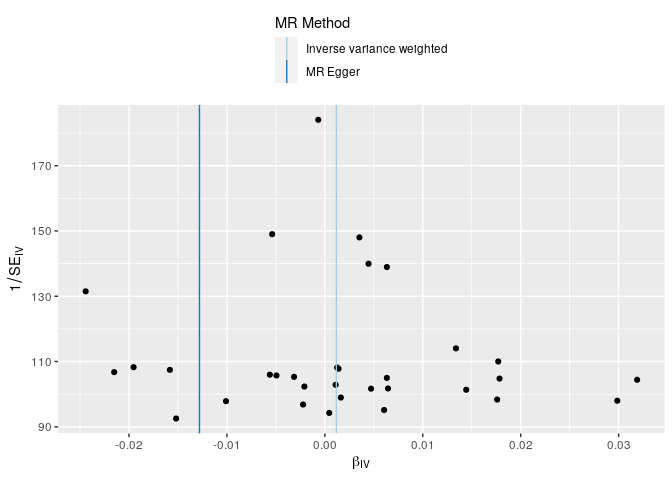 MR Method
Inverse variance weighted
MR Egger
170
150
130
110
90
1/SE_IV
-0.02
-0.01
0.00
0.01
0.02
0.03
β_IV